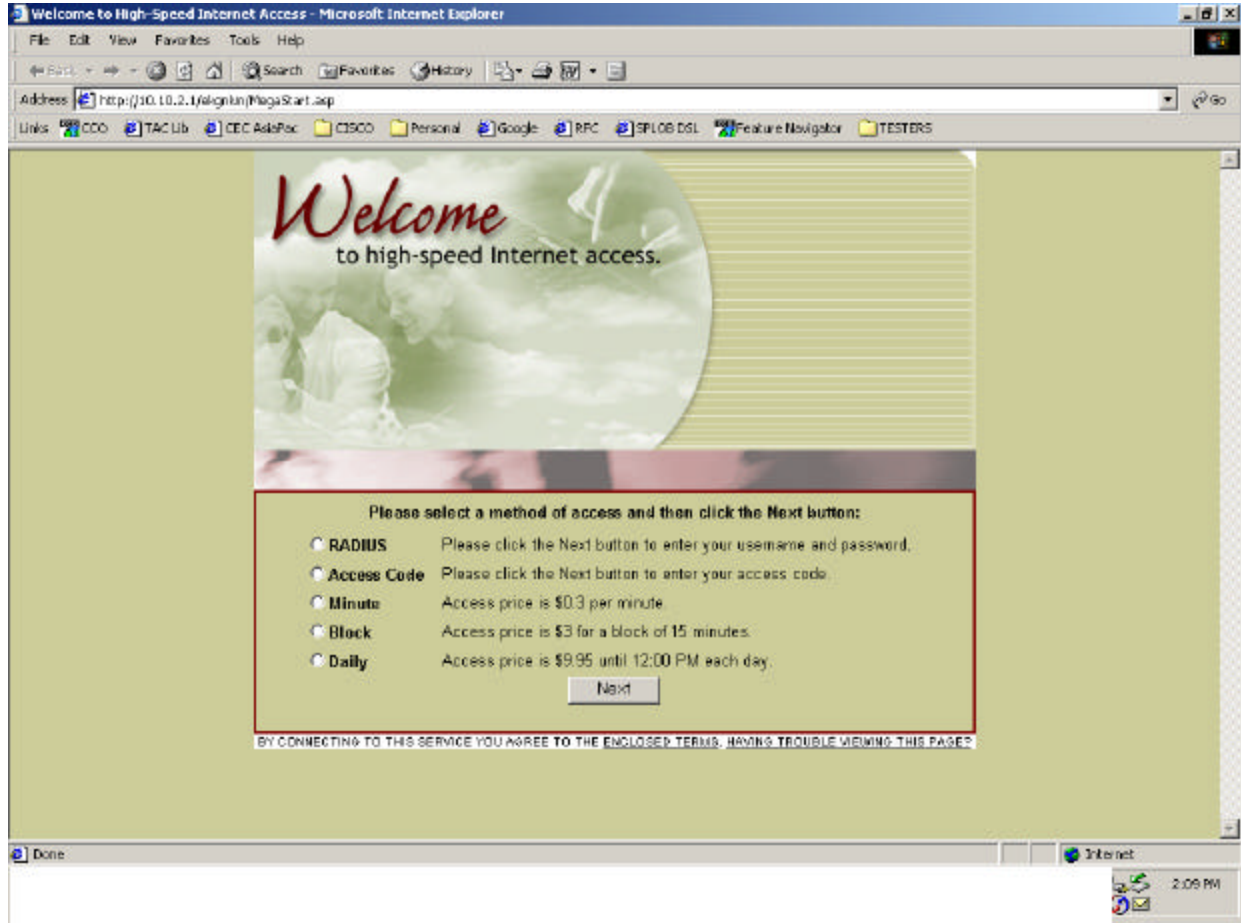 Welcome to High-Speed Internet Access - Microsoft Internet Explorer
File Edit View Favorites Tools Help
Back Search Favorites History
Address http://10.10.2.1/ekgnkm/MegaStart.asp Go
Links CCO TAC Lib CEC AsiaPac CISCO Personal Google RFC SPLOB DSL Feature Navigator TESTERS
Welcome
to high-speed Internet access.
Please select a method of access and then click the Next button:
RADIUS Please click the Next button to enter your username and password.
Access Code Please click the Next button to enter your access code.
Minute Access price is $0.3 per minute.
Block Access price is $3 for a block of 15 minutes.
Daily Access price is $9.95 until 12:00 PM each day.
Next
BY CONNECTING TO THIS SERVICE YOU AGREE TO THE ENCLOSED TERMS. HAVING TROUBLE VIEWING THIS PAGE?
Done Internet
2:09 PM